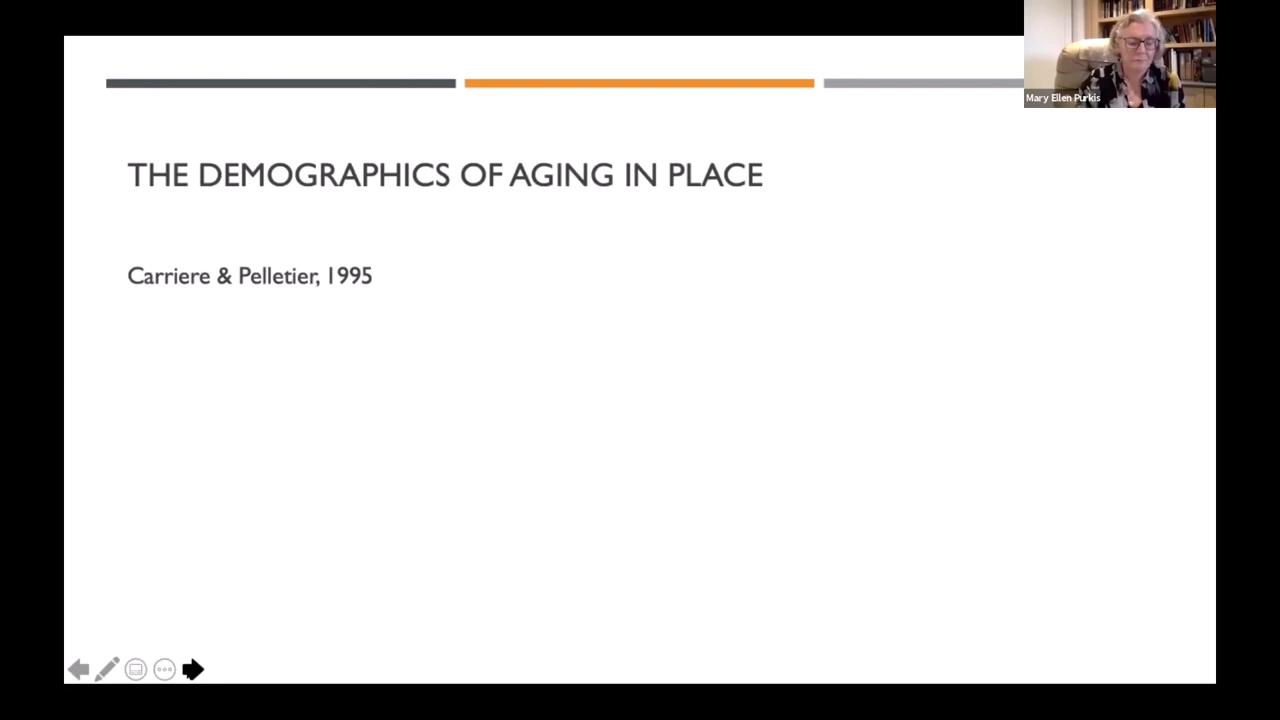 Mary Ellen Purkis
THE DEMOGRAPHICS OF AGING IN PLACE
Carriere & Pelletier, 1995